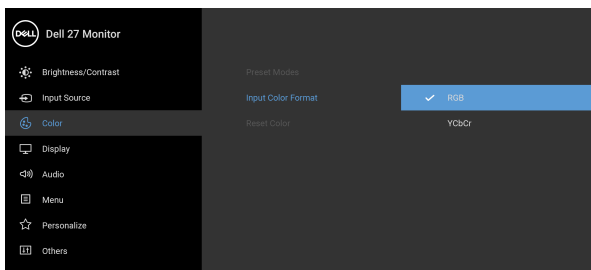 DELL Dell 27 Monitor
Brightness/Contrast Preset Modes
Input Source Input Color Format RGB
Color Reset Color YCbCr
Display
Audio
Menu
Personalize
Others